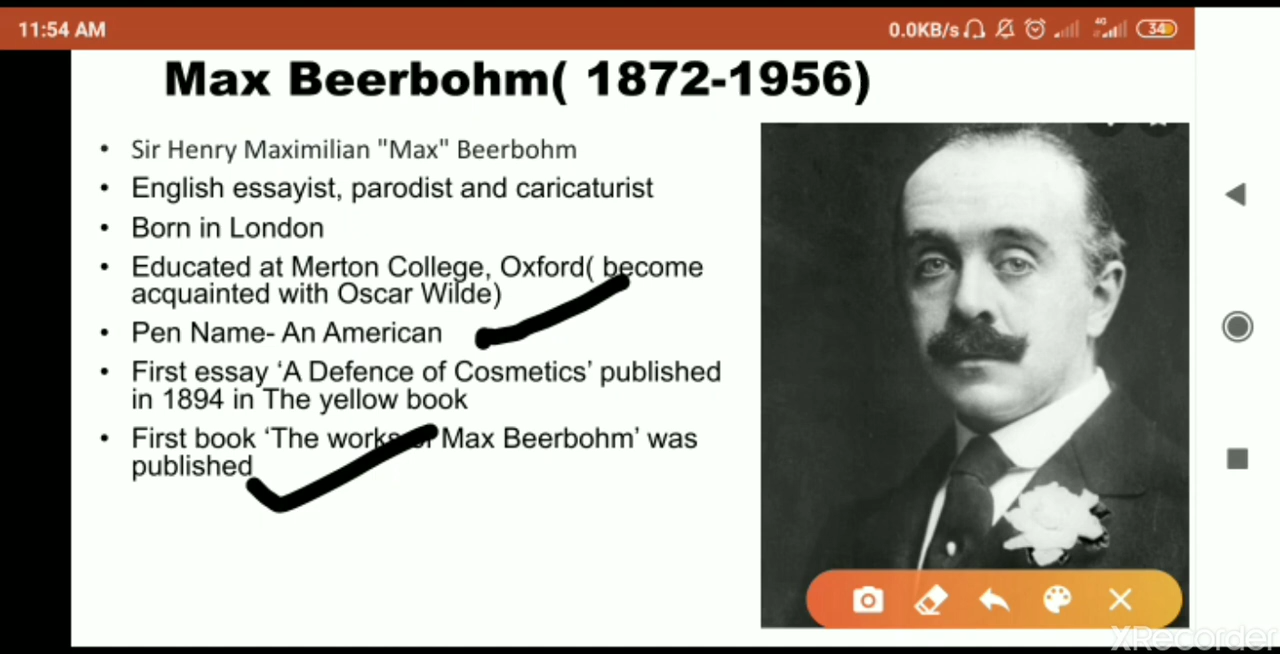 11:54 AM
0.0KB/s 4G 34
Max Beerbohm( 1872-1956)
• Sir Henry Maximilian "Max" Beerbohm
• English essayist, parodist and caricaturist
• Born in London
• Educated at Merton College, Oxford( become
acquainted with Oscar Wilde)
• Pen Name- An American
• First essay ‘A Defence of Cosmetics’ published
in 1894 in The yellow book
• First book ‘The works of Max Beerbohm’ was
published
XRecorder